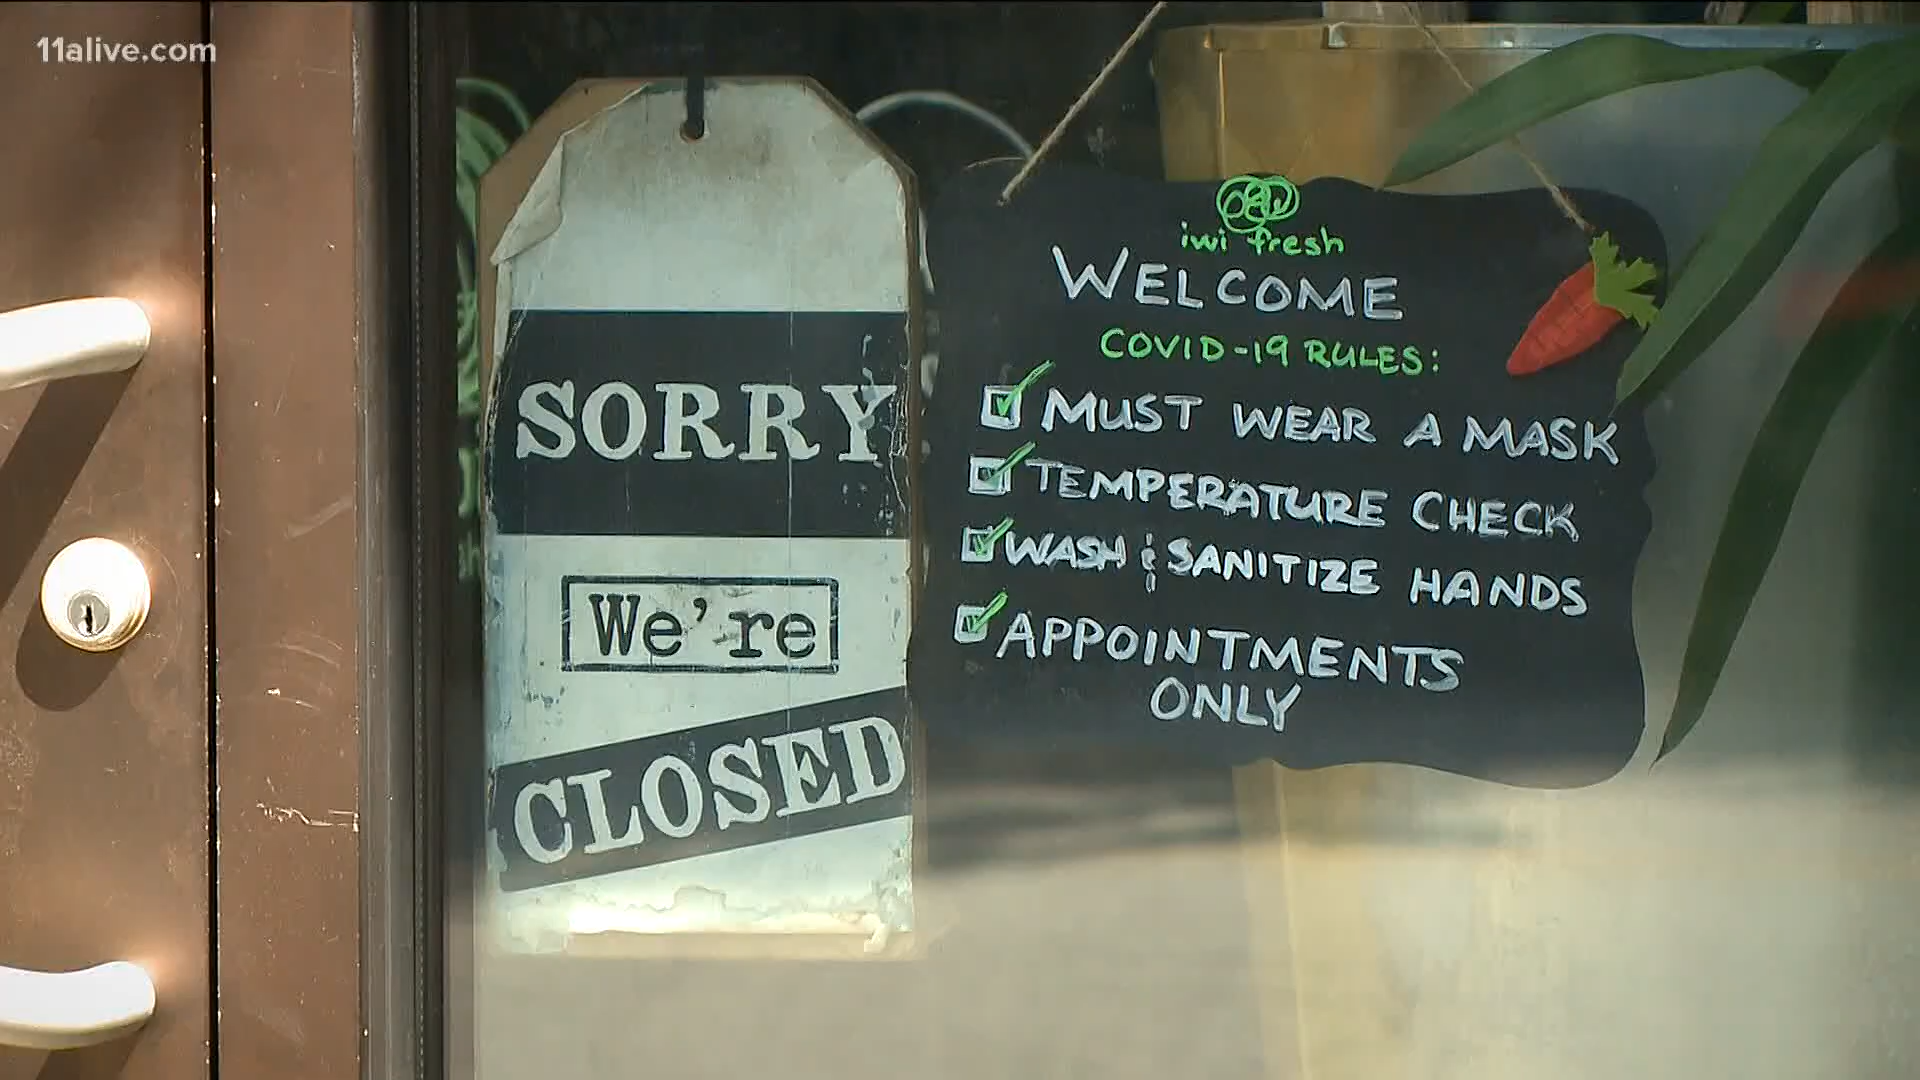 11alive.com
SORRY
We're
CLOSED
iwi fresh
WELCOME
COVID-19 RULES:
MUST WEAR A MASK
TEMPERATURE CHECK
WASH & SANITIZE HANDS
APPOINTMENTS
ONLY